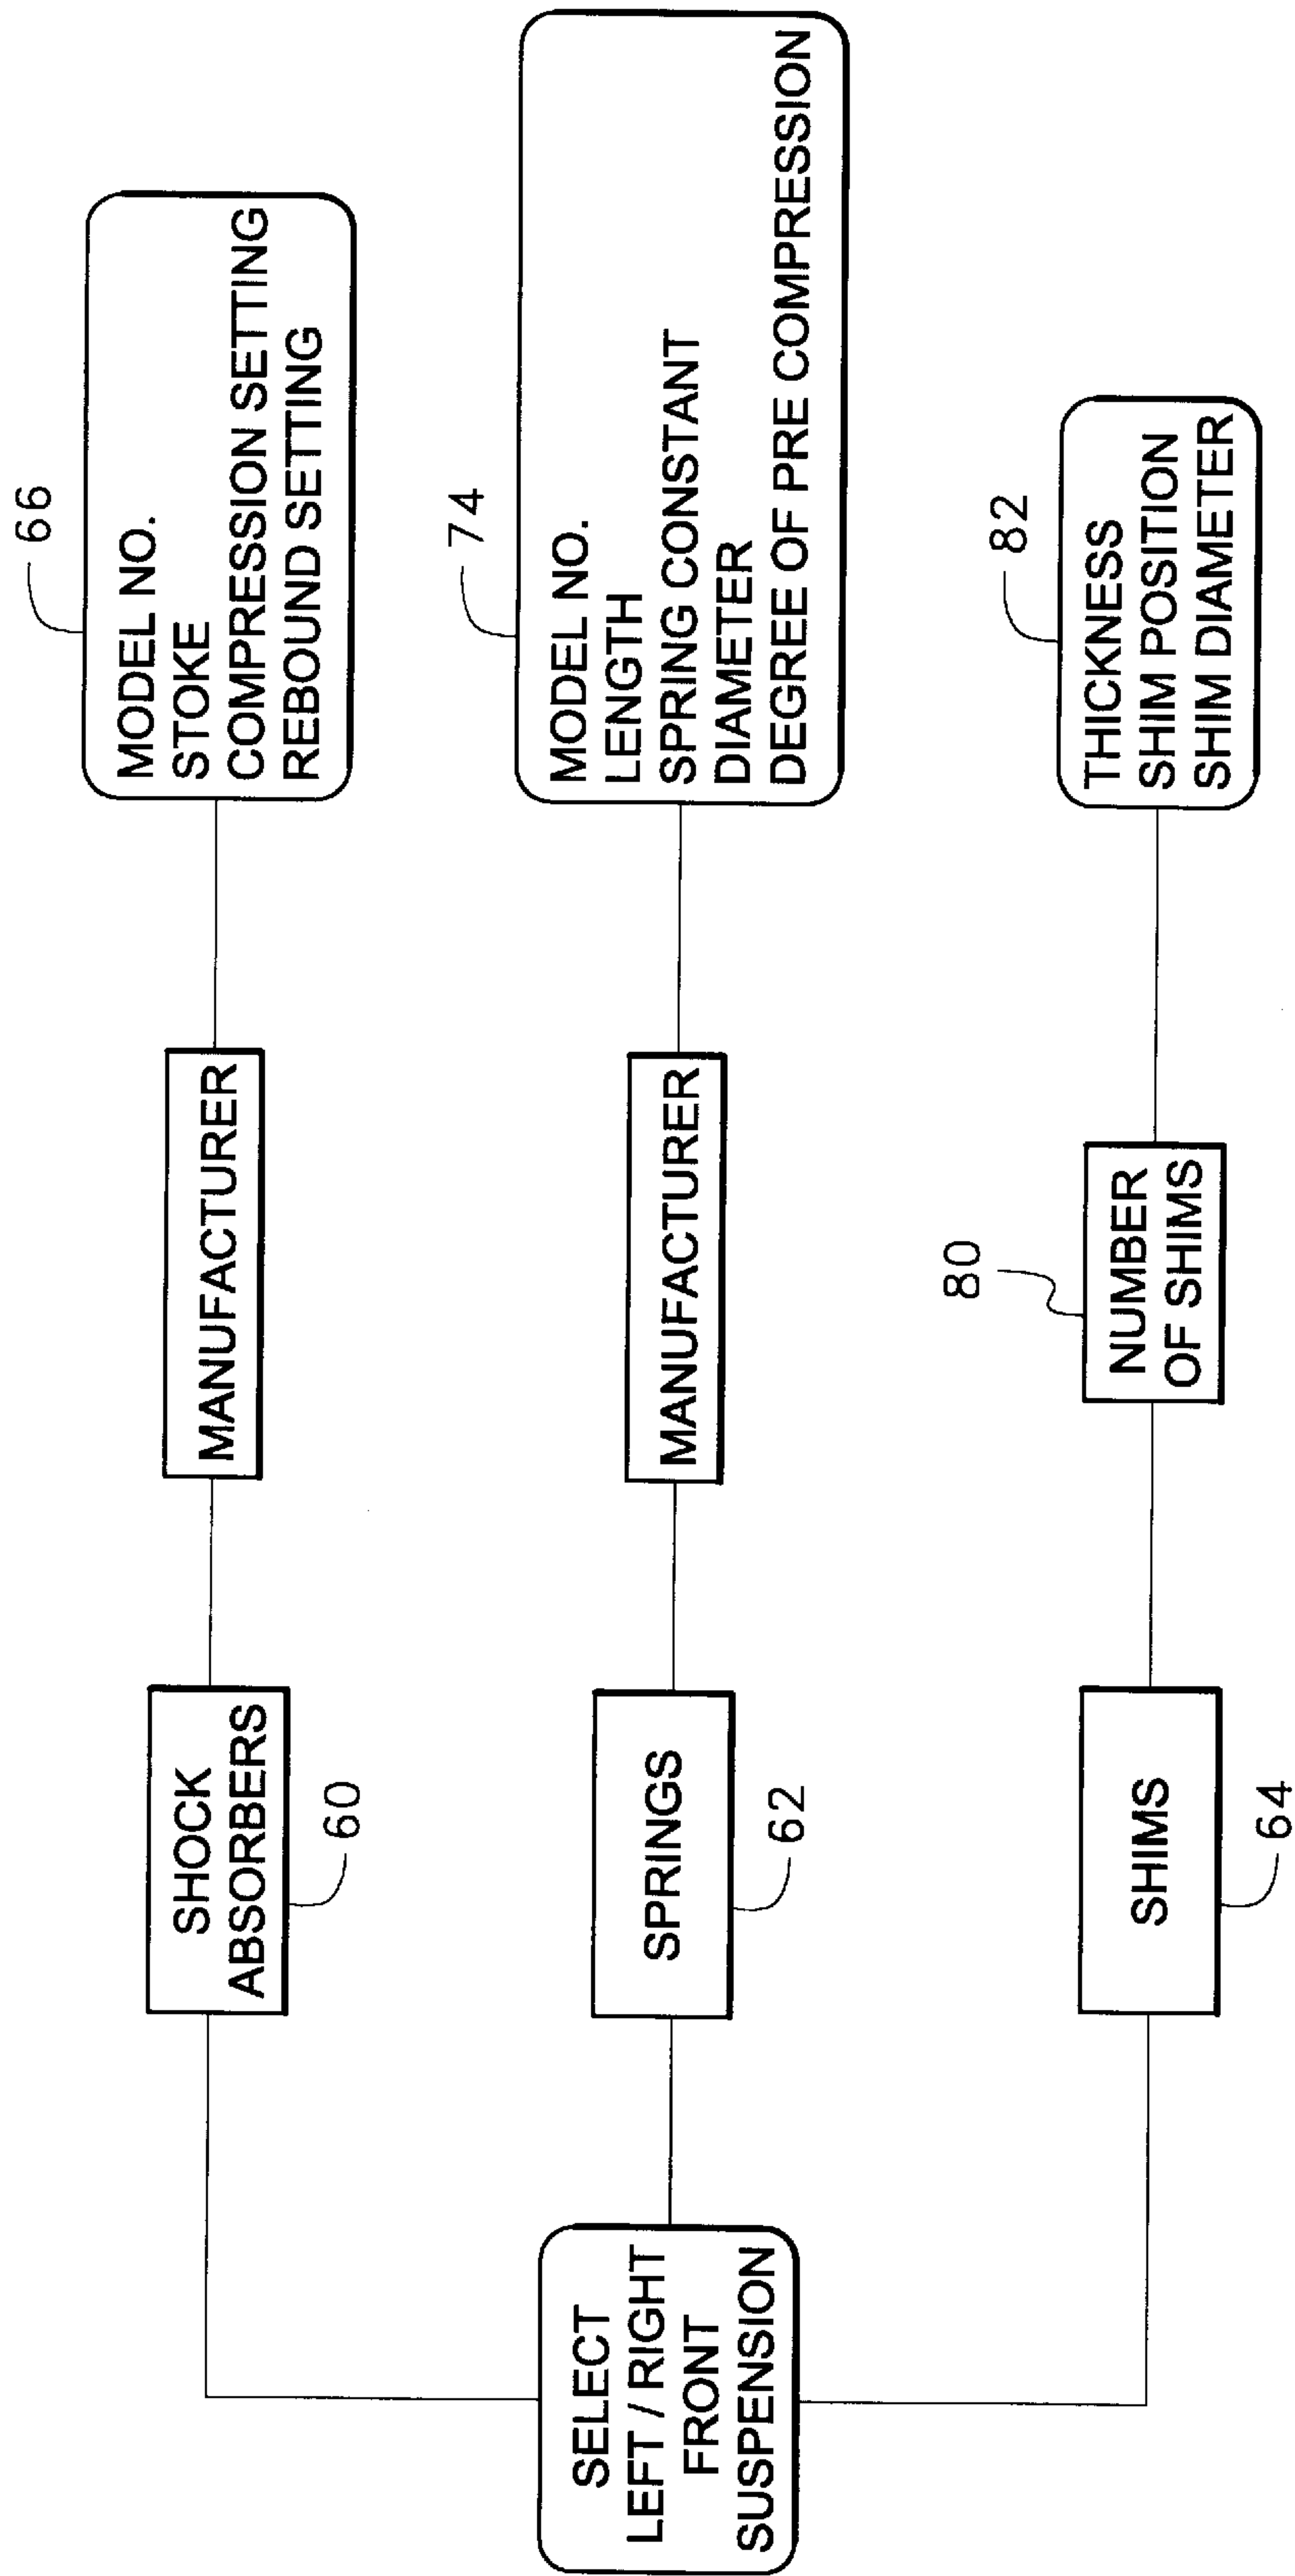 SELECT
LEFT / RIGHT
FRONT
SUSPENSION
SHOCK
ABSORBERS
60
MANUFACTURER
66
MODEL NO.
STOKE
COMPRESSION SETTING
REBOUND SETTING
SPRINGS
62
MANUFACTURER
74
MODEL NO.
LENGTH
SPRING CONSTANT
DIAMETER
DEGREE OF PRE COMPRESSION
SHIMS
64
80
NUMBER
OF SHIMS
82
THICKNESS
SHIM POSITION
SHIM DIAMETER